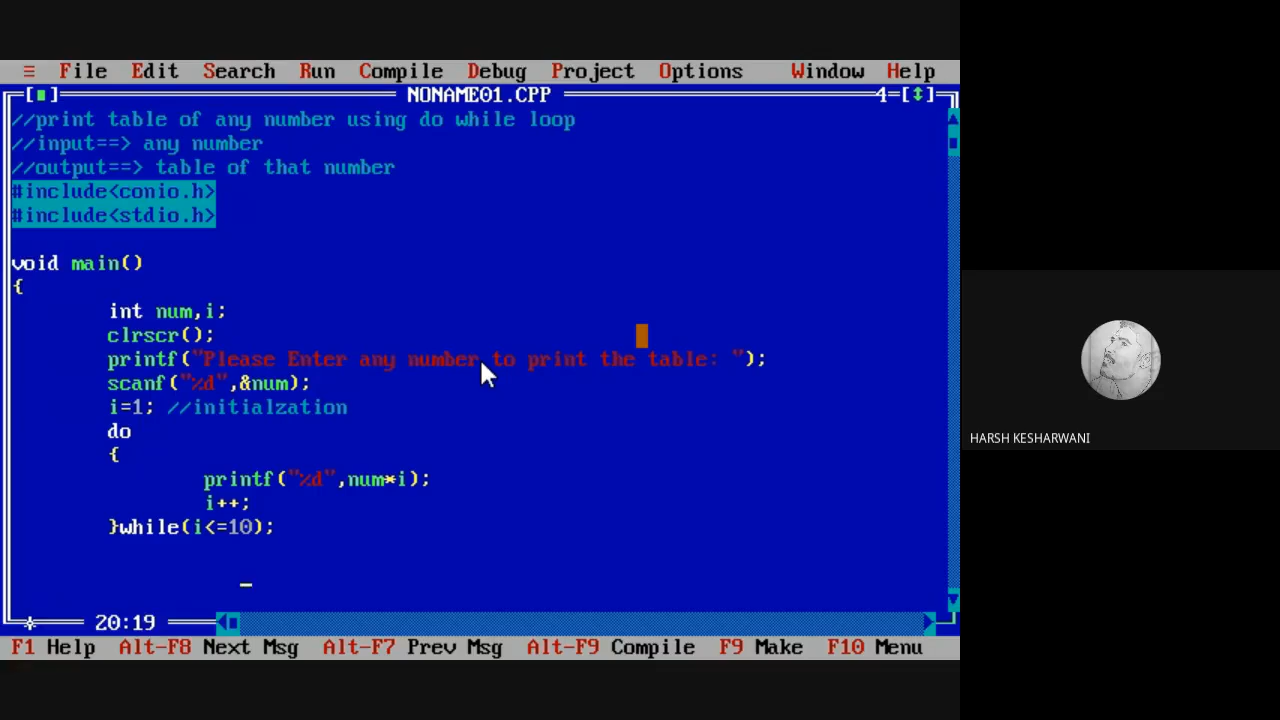 ≡ File Edit Search Run Compile Debug Project Options Window Help
[■] NONAME01.CPP 4=[↕]
//print table of any number using do while loop
//input==> any number
//output==> table of that number
#include<conio.h>
#include<stdio.h>
void main()
{
int num,i;
clrscr();
printf("Please Enter any number to print the table: ");
scanf("%d",&num);
i=1; //initialzation
do
{
printf("%d",num*i);
i++;
}while(i<=10);
20:19
F1 Help Alt-F8 Next Msg Alt-F7 Prev Msg Alt-F9 Compile F9 Make F10 Menu
HARSH KESHARWANI